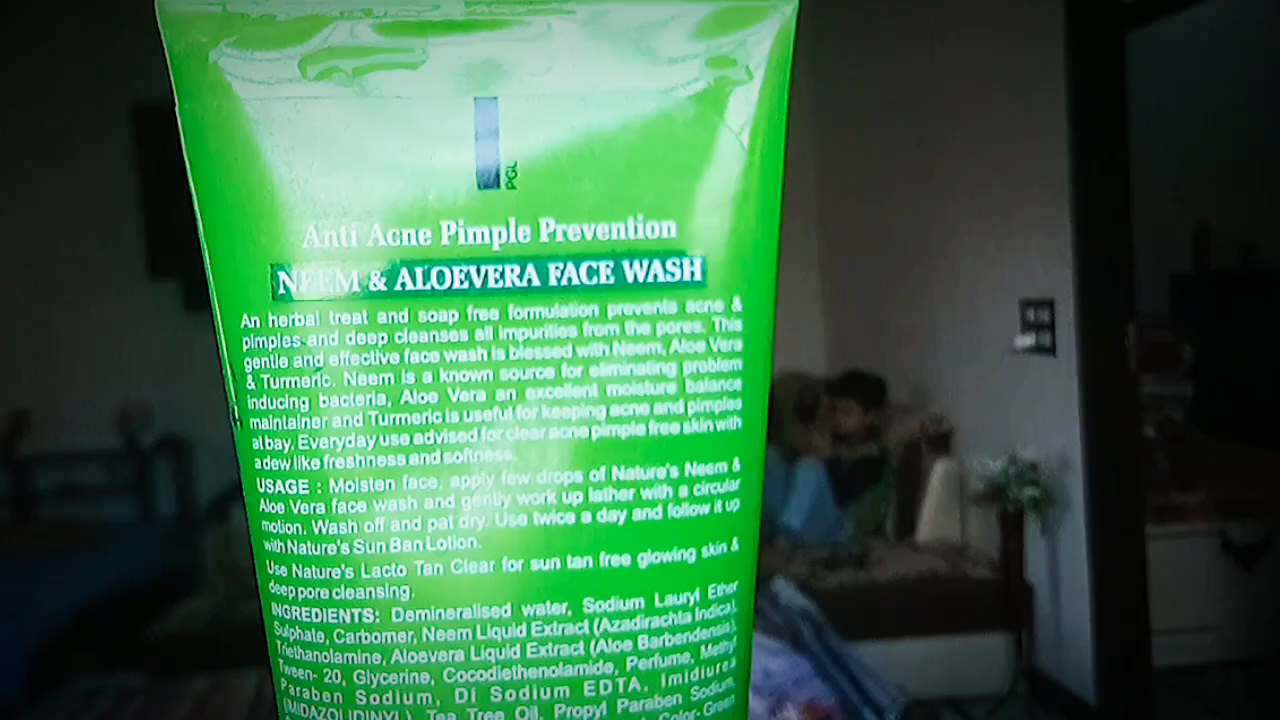 PGL
Anti Acne Pimple Prevention
NEEM & ALOEVERA FACE WASH
An herbal treat and soap free formulation prevents acne &
pimples and deep cleanses all impurities from the pores. This
gentle and effective face wash is blessed with Neem, Aloe Vera
& Turmeric. Neem is a known source for eliminating problem
inducing bacteria, Aloe Vera an excellent moisture balance
maintainer and Turmeric is useful for keeping acne and pimples
at bay. Everyday use advised for clear acne pimple free skin with
a dew like freshness and softness.
USAGE : Moisten face, apply few drops of Nature's Neem &
Aloe Vera face wash and gently work up lather with a circular
motion. Wash off and pat dry. Use twice a day and follow it up
with Nature's Sun Ban Lotion.
Use Nature's Lacto Tan Clear for sun tan free glowing skin &
deep pore cleansing.
INGREDIENTS: Demineralised water, Sodium Lauryl Ether
Sulphate, Carbomer, Neem Liquid Extract (Azadirachta Indica),
Triethanolamine, Aloevera Liquid Extract (Aloe Barbendensis),
Tween- 20, Glycerine, Cocodiethenolamide, Perfume, Methyl
Paraben Sodium, Di Sodium EDTA, Imidiurea
(IMIDAZOLIDINYL), Tea Tree Oil, Propyl Paraben Sodium,
Color- Green